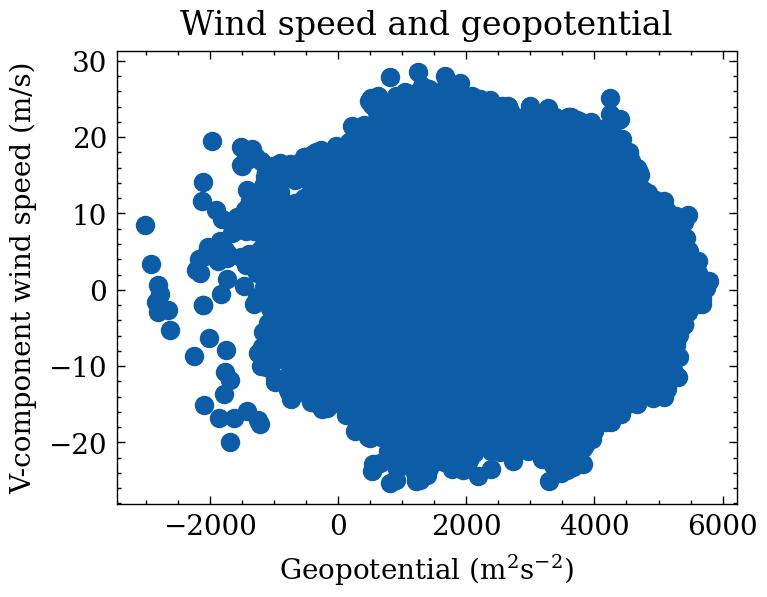 Wind speed and geopotential
V-component wind speed (m/s)
30
20
10
0
−10
−20
−2000 0 2000 4000 6000
Geopotential (m²s⁻²)